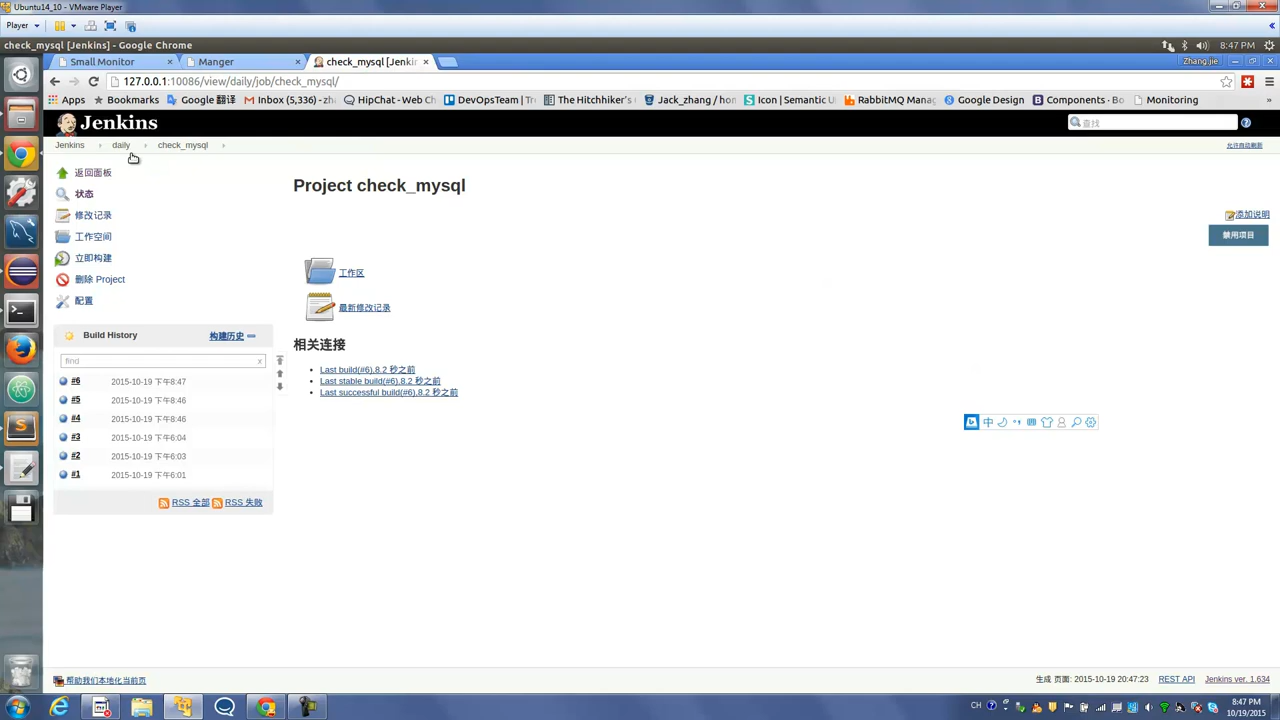 Ubuntu14_10 - VMware Player
Player
check_mysql [Jenkins] - Google Chrome
8:47 PM
Small Monitor
Manger
check_mysql [Jenkin
Zhang.jie
127.0.0.1:10086/view/daily/job/check_mysql/
Apps
Bookmarks
Google 翻译
Inbox (5,336) - zh
HipChat - Web Ch
DevOpsTeam | Tr
The Hitchhiker's
Jack_zhang / hom
Icon | Semantic U
RabbitMQ Manag
Google Design
Components · Bo
Monitoring
Jenkins
查找
Jenkins
daily
check_mysql
允许自动刷新
返回面板
状态
修改记录
工作空间
立即构建
删除 Project
配置
Project check_mysql
添加说明
禁用项目
工作区
最新修改记录
相关连接
Last build(#6),8.2 秒之前
Last stable build(#6),8.2 秒之前
Last successful build(#6),8.2 秒之前
Build History
构建历史
find
x
#6 2015-10-19 下午8:47
#5 2015-10-19 下午8:46
#4 2015-10-19 下午8:46
#3 2015-10-19 下午6:04
#2 2015-10-19 下午6:03
#1 2015-10-19 下午6:01
RSS 全部
RSS 失败
中
帮助我们本地化当前页
生成 页面: 2015-10-19 20:47:23
REST API
Jenkins ver. 1.634
CH
8:47 PM
10/19/2015